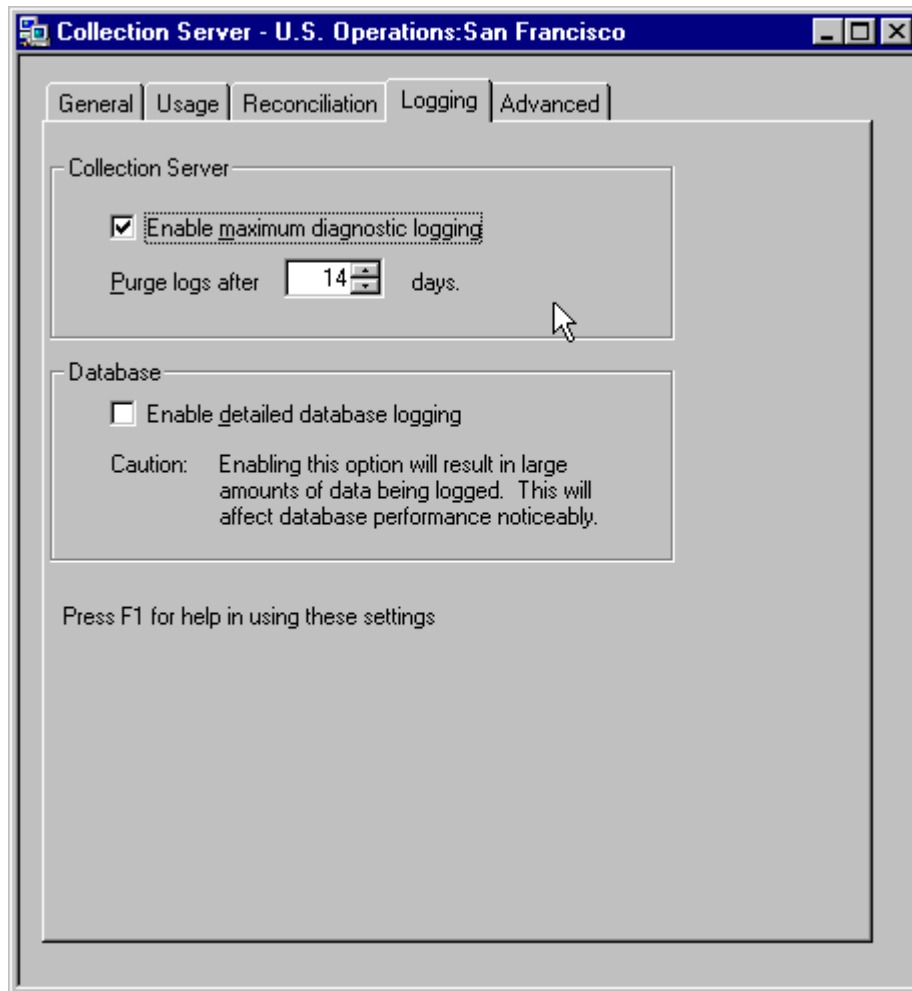 Collection Server - U.S. Operations:San Francisco
General Usage Reconciliation Logging Advanced
Collection Server
Enable maximum diagnostic logging
Purge logs after 14 days.
Database
Enable detailed database logging
Caution: Enabling this option will result in large
amounts of data being logged. This will
affect database performance noticeably.
Press F1 for help in using these settings